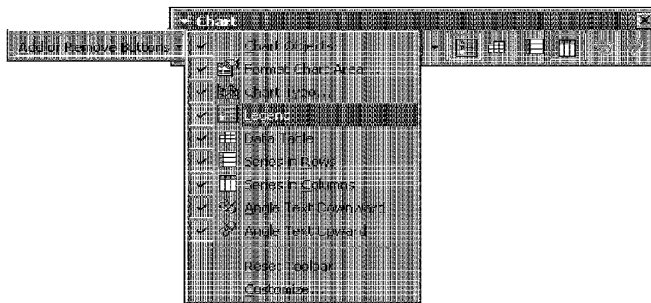 Chart
Add or Remove Buttons
Chart Objects:
Format Chart Area...
Chart Type...
Legend
Data Table
Series in Rows
Series in Columns
Angle Text Downward
Angle Text Upward
Reset Toolbar
Customize...